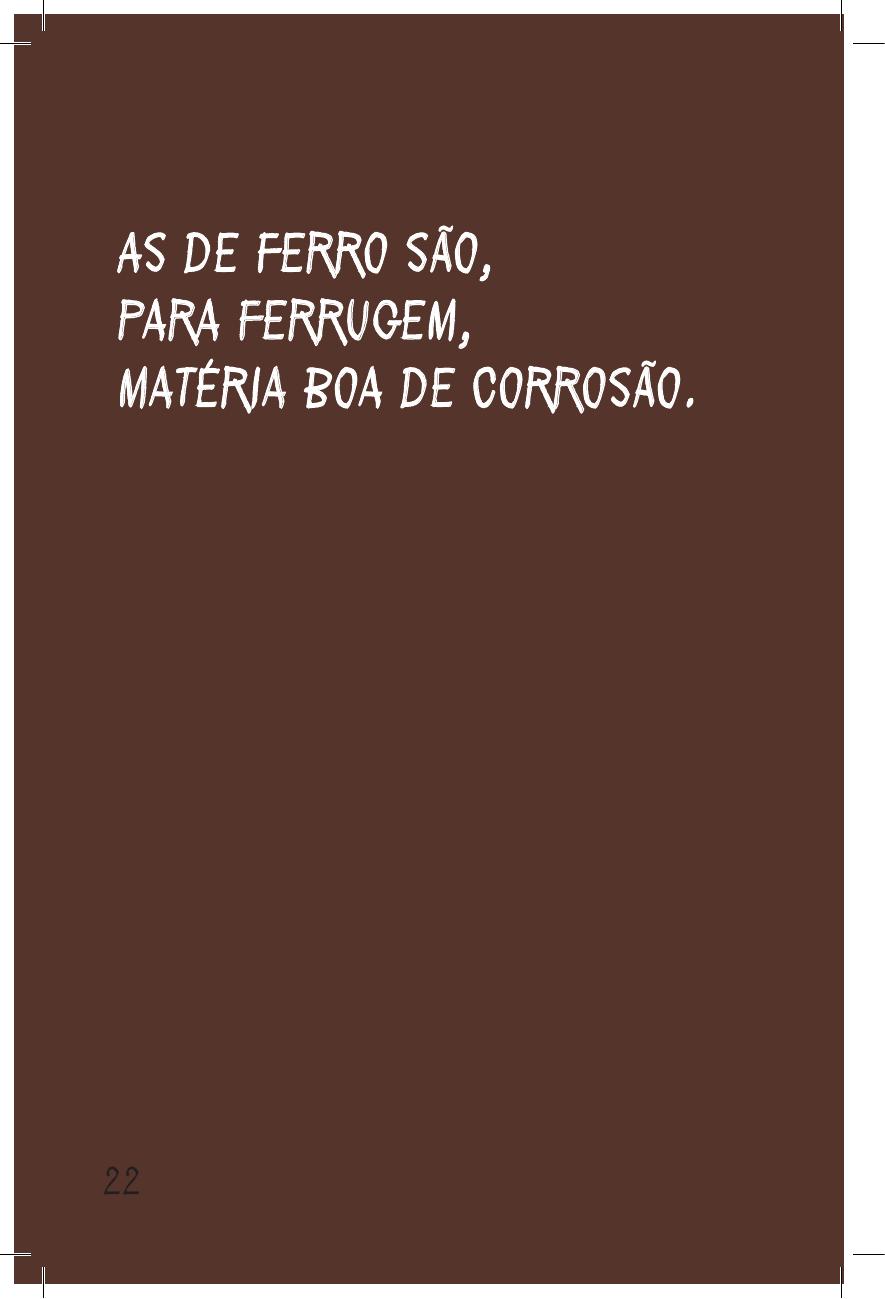 AS DE FERRO SÃO,
PARA FERRUGEM,
MATÉRIA BOA DE CORROSÃO.
22